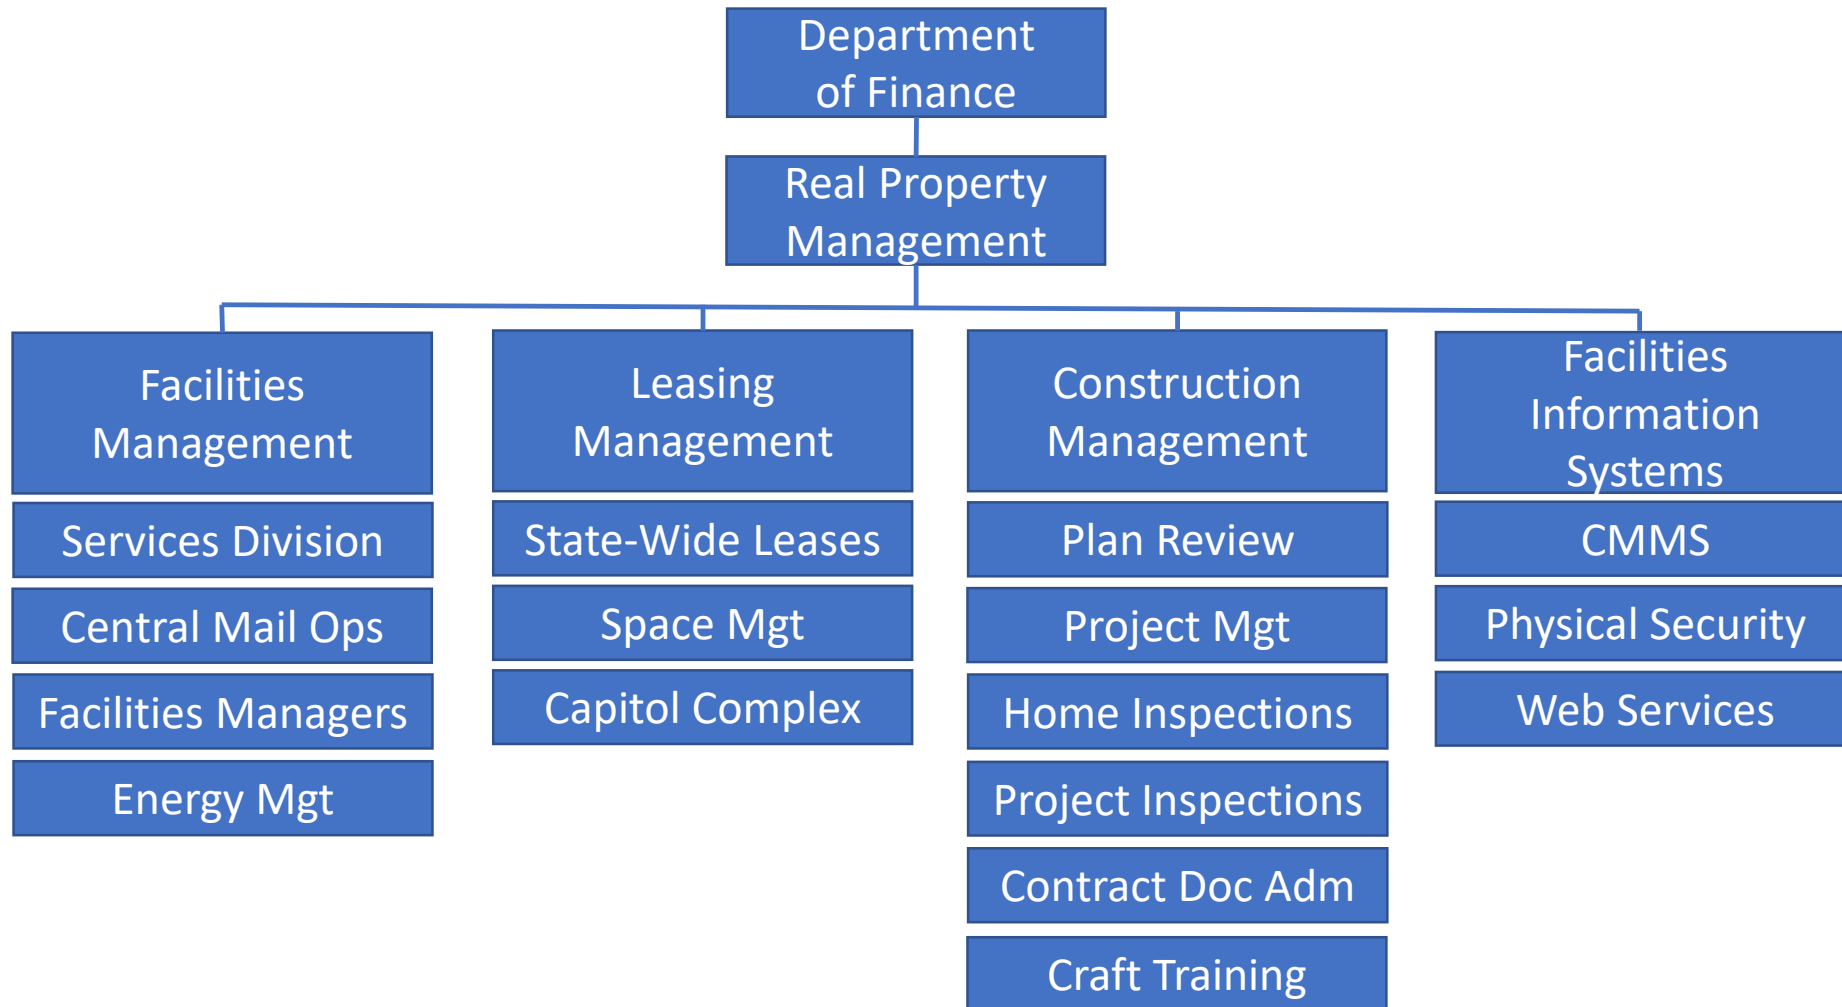 Department
of Finance
Real Property
Management
Facilities
Management
Services Division
Central Mail Ops
Facilities Managers
Energy Mgt
Leasing
Management
State-Wide Leases
Space Mgt
Capitol Complex
Construction
Management
Plan Review
Project Mgt
Home Inspections
Project Inspections
Contract Doc Adm
Craft Training
Facilities
Information
Systems
CMMS
Physical Security
Web Services